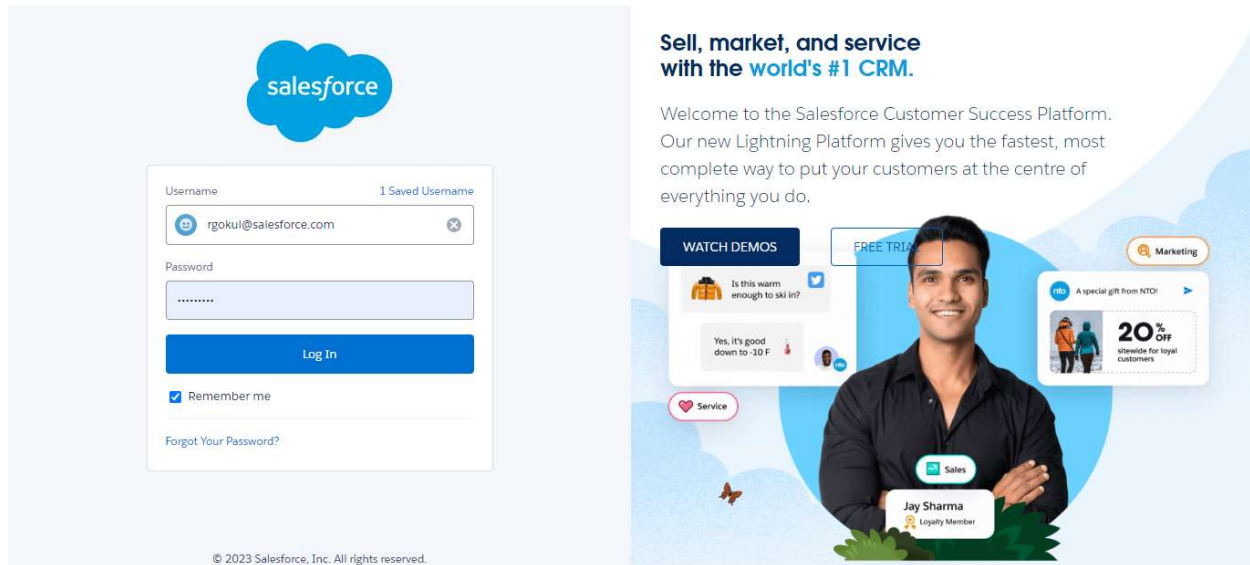 salesforce
Username
1 Saved Username
rgokul@salesforce.com
Password
.........
Log In
Remember me
Forgot Your Password?
© 2023 Salesforce, Inc. All rights reserved.
Sell, market, and service
with the world's #1 CRM.
Welcome to the Salesforce Customer Success Platform.
Our new Lightning Platform gives you the fastest, most
complete way to put your customers at the centre of
everything you do.
WATCH DEMOS
FREE TRIAL
Marketing
Is this warm
enough to ski in?
Yes, it's good
down to -10 F
nto
Service
nto
A special gift from NTO!
20% OFF
sitewide for loyal
customers
Sales
Jay Sharma
Loyalty Member